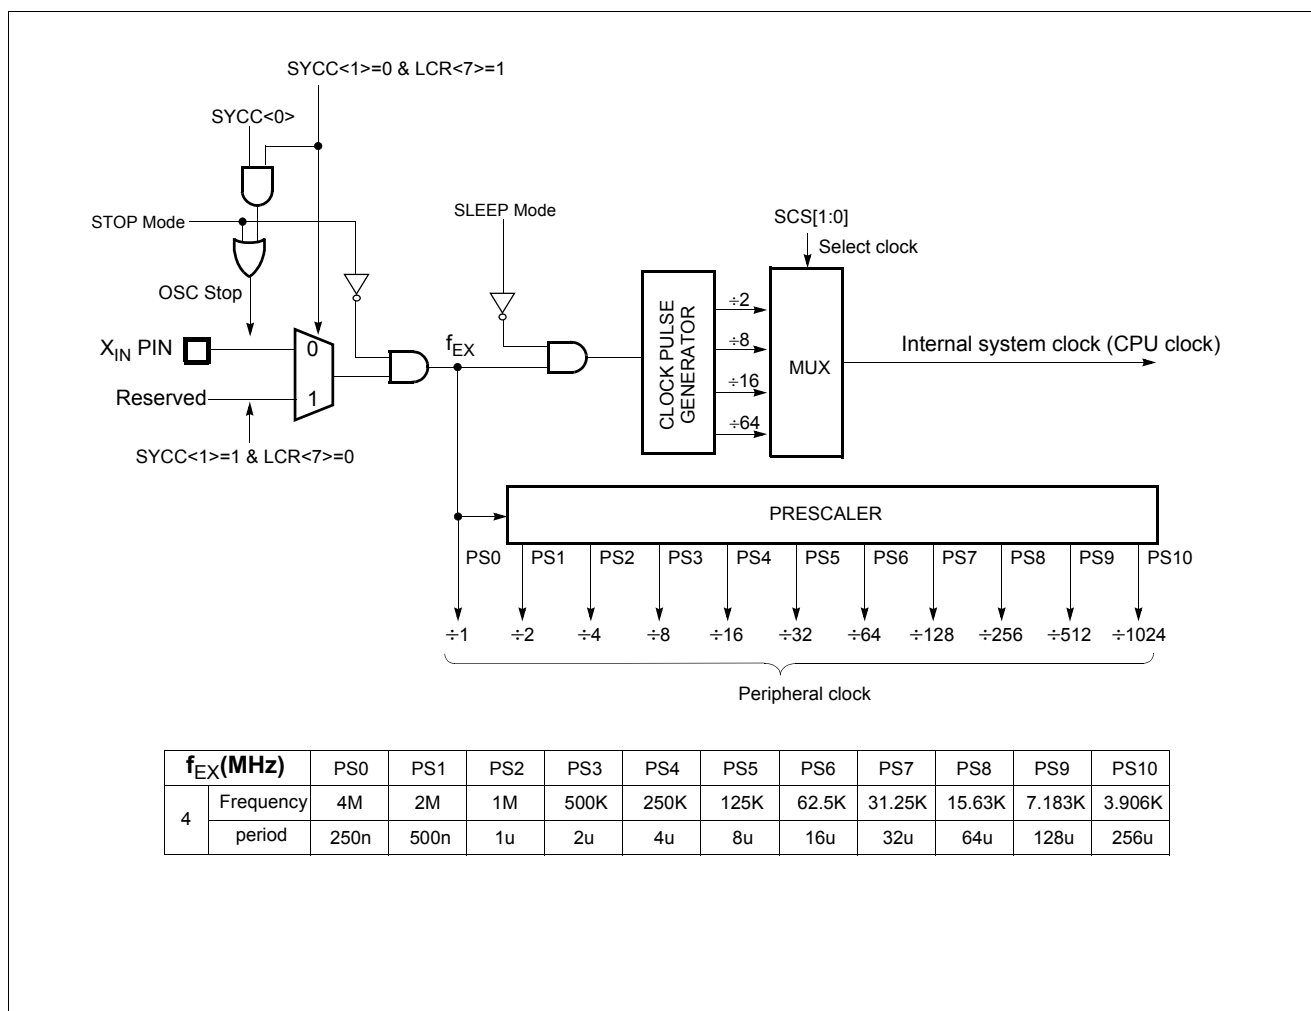 SYCC<1>=0 & LCR<7>=1
SYCC<0>
STOP Mode
SLEEP Mode
SCS[1:0]
Select clock
OSC Stop
XIN PIN
0
fEX
CLOCK PULSE
GENERATOR
÷2
÷8
÷16
÷64
MUX
Internal system clock (CPU clock)
Reserved
1
SYCC<1>=1 & LCR<7>=0
PRESCALER
PS0 PS1 PS2 PS3 PS4 PS5 PS6 PS7 PS8 PS9 PS10
÷1 ÷2 ÷4 ÷8 ÷16 ÷32 ÷64 ÷128 ÷256 ÷512 ÷1024
Peripheral clock
fEX(MHz) PS0 PS1 PS2 PS3 PS4 PS5 PS6 PS7 PS8 PS9 PS10
4 Frequency 4M 2M 1M 500K 250K 125K 62.5K 31.25K 15.63K 7.183K 3.906K
period 250n 500n 1u 2u 4u 8u 16u 32u 64u 128u 256u